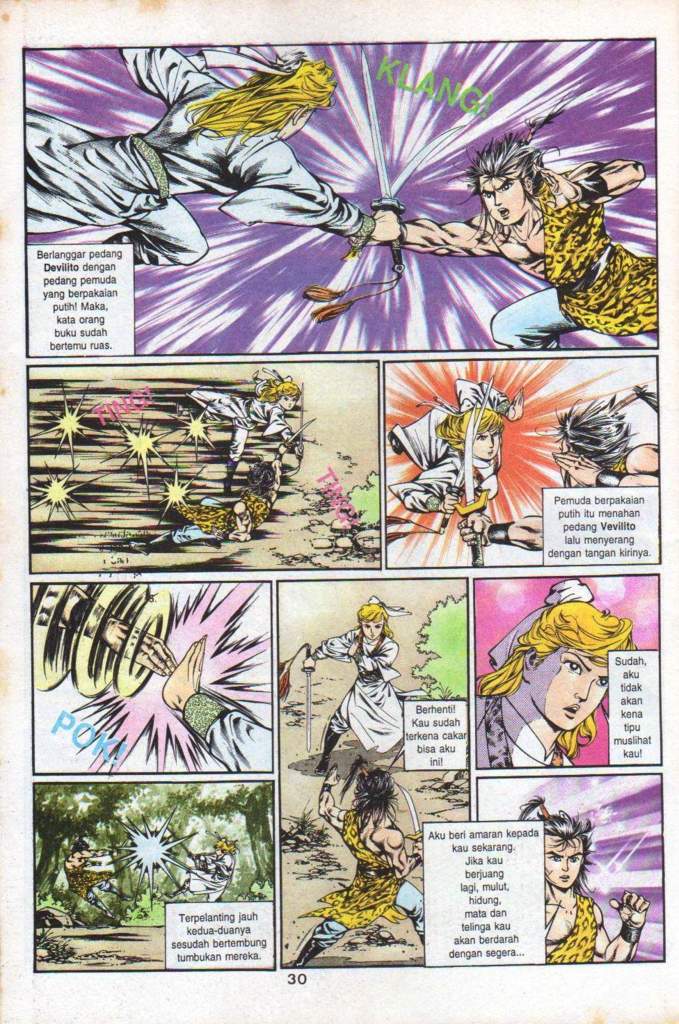 KLANG!
Berlanggar pedang
Devilito dengan
pedang pemuda
yang berpakaian
putih! Maka,
kata orang
buku sudah
bertemu ruas.
TING!
TING!
Pemuda berpakaian
putih itu menahan
pedang Vevilito
lalu menyerang
dengan tangan kirinya.
POK!
Terpelanting jauh
kedua-duanya
sesudah bertembung
tumbukan mereka.
Berhenti!
Kau sudah
terkena cakar
bisa aku
ini!
Sudah,
aku
tidak
akan
kena
tipu
muslihat
kau!
Aku beri amaran kepada
kau sekarang.
Jika kau
berjuang
lagi, mulut,
hidung,
mata dan
telinga kau
akan berdarah
dengan segera...
30